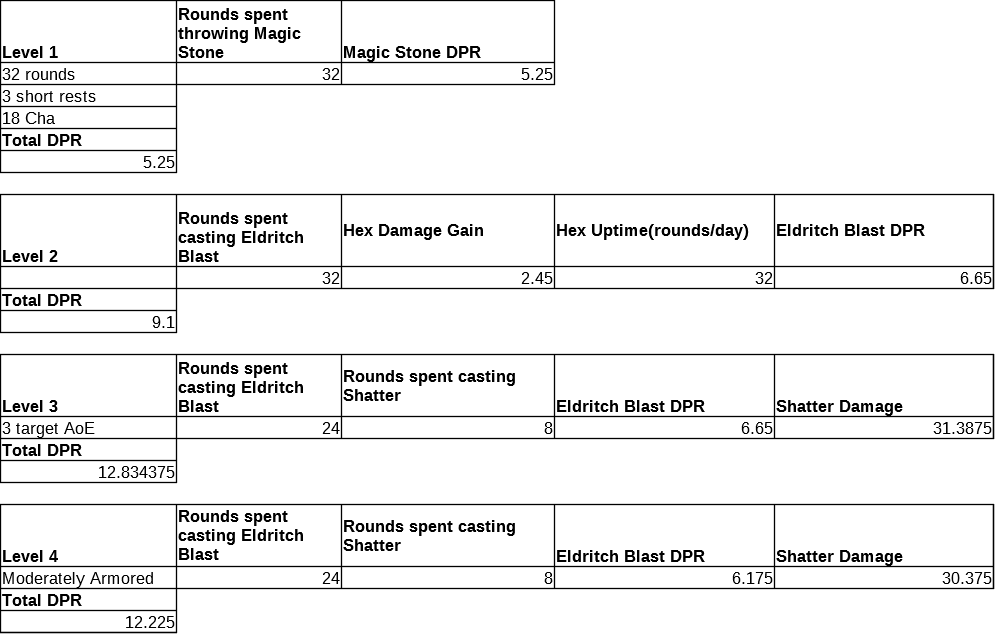 Level 1 Rounds spent throwing Magic Stone Magic Stone DPR
32 rounds 32 5.25
3 short rests
18 Cha
Total DPR
5.25
Level 2 Rounds spent casting Eldritch Blast Hex Damage Gain Hex Uptime(rounds/day) Eldritch Blast DPR
32 2.45 32 6.65
Total DPR
9.1
Level 3 Rounds spent casting Eldritch Blast Rounds spent casting Shatter Eldritch Blast DPR Shatter Damage
3 target AoE 24 8 6.65 31.3875
Total DPR
12.834375
Level 4 Rounds spent casting Eldritch Blast Rounds spent casting Shatter Eldritch Blast DPR Shatter Damage
Moderately Armored 24 8 6.175 30.375
Total DPR
12.225